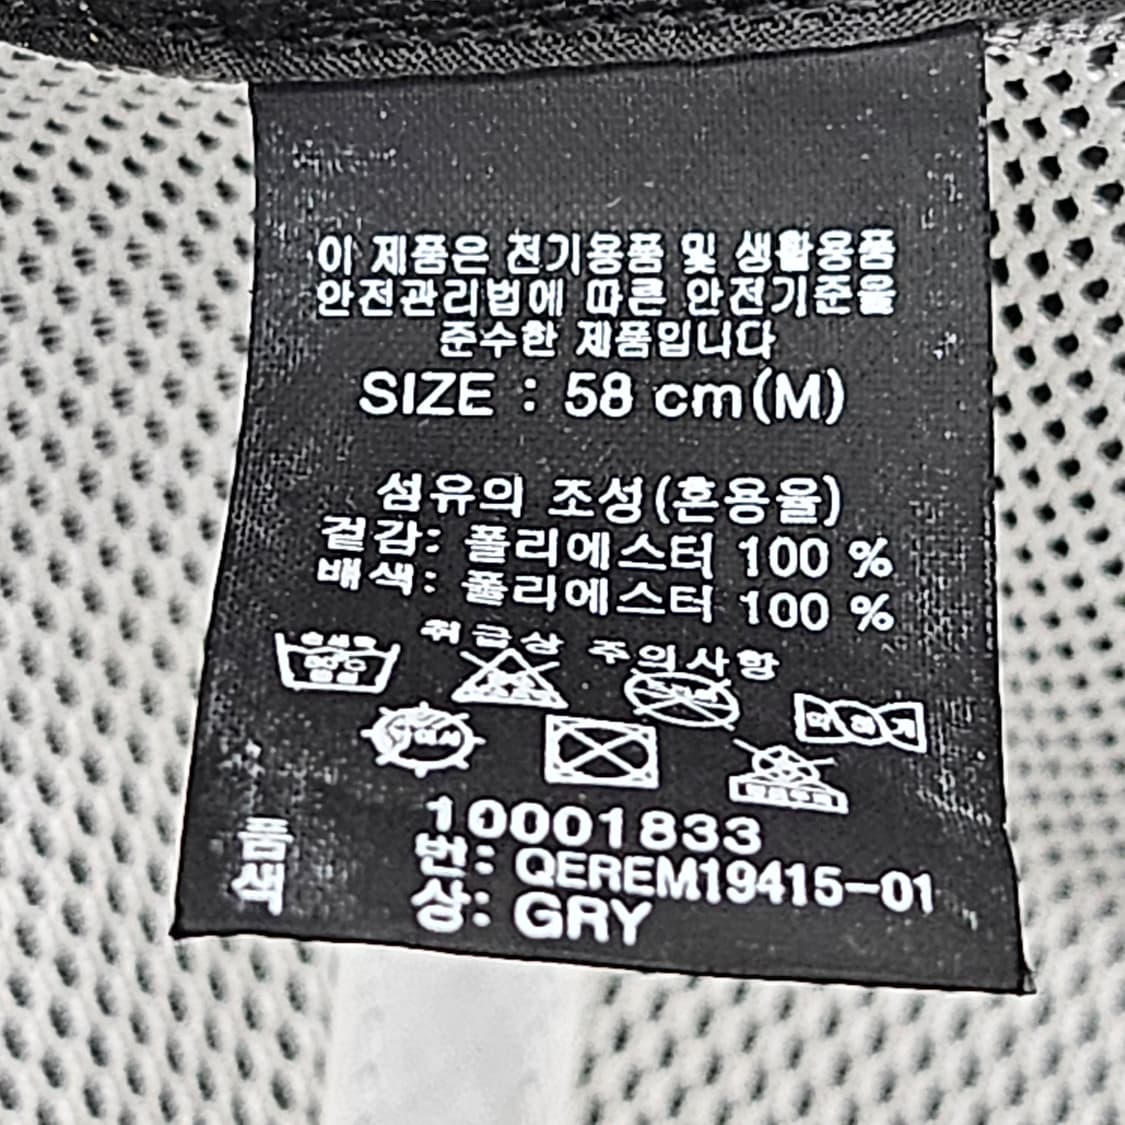 이 제품은 전기용품 및 생활용품
안전관리법에 따른 안전기준을
준수한 제품입니다
SIZE : 58 cm(M)
섬유의 조성(혼용율)
겉감: 폴리에스터 100 %
배색: 폴리에스터 100 %
취급상 주의사항
약하게
10001833
품 번: QEREM19415-01
색 상: GRY